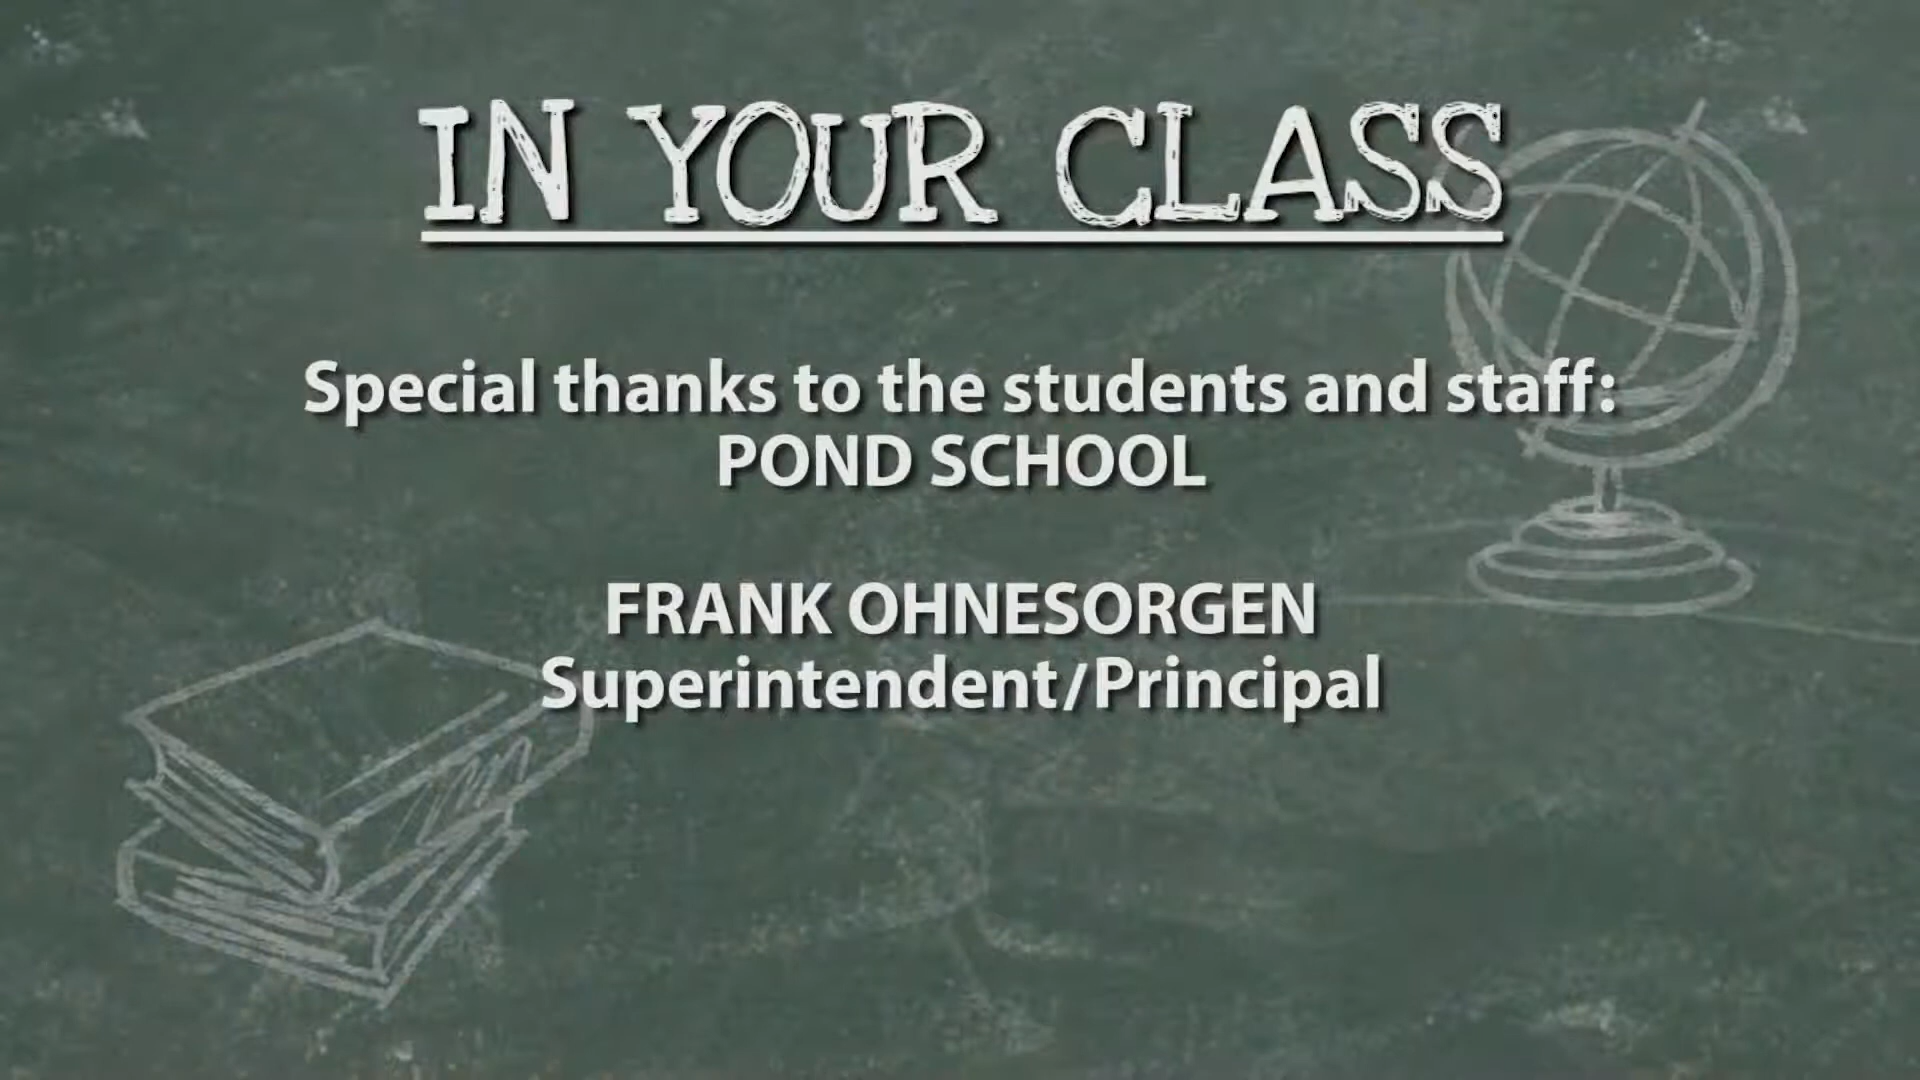 IN YOUR CLASS
Special thanks to the students and staff:
POND SCHOOL
FRANK OHNESORGEN
Superintendent/Principal